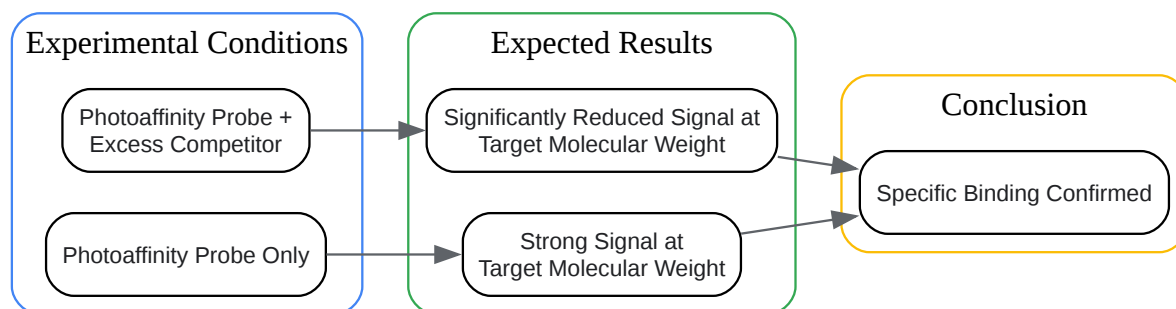 Experimental Conditions
Photoaffinity Probe +
Excess Competitor
Photoaffinity Probe Only
Expected Results
Significantly Reduced Signal at
Target Molecular Weight
Strong Signal at
Target Molecular Weight
Conclusion
Specific Binding Confirmed